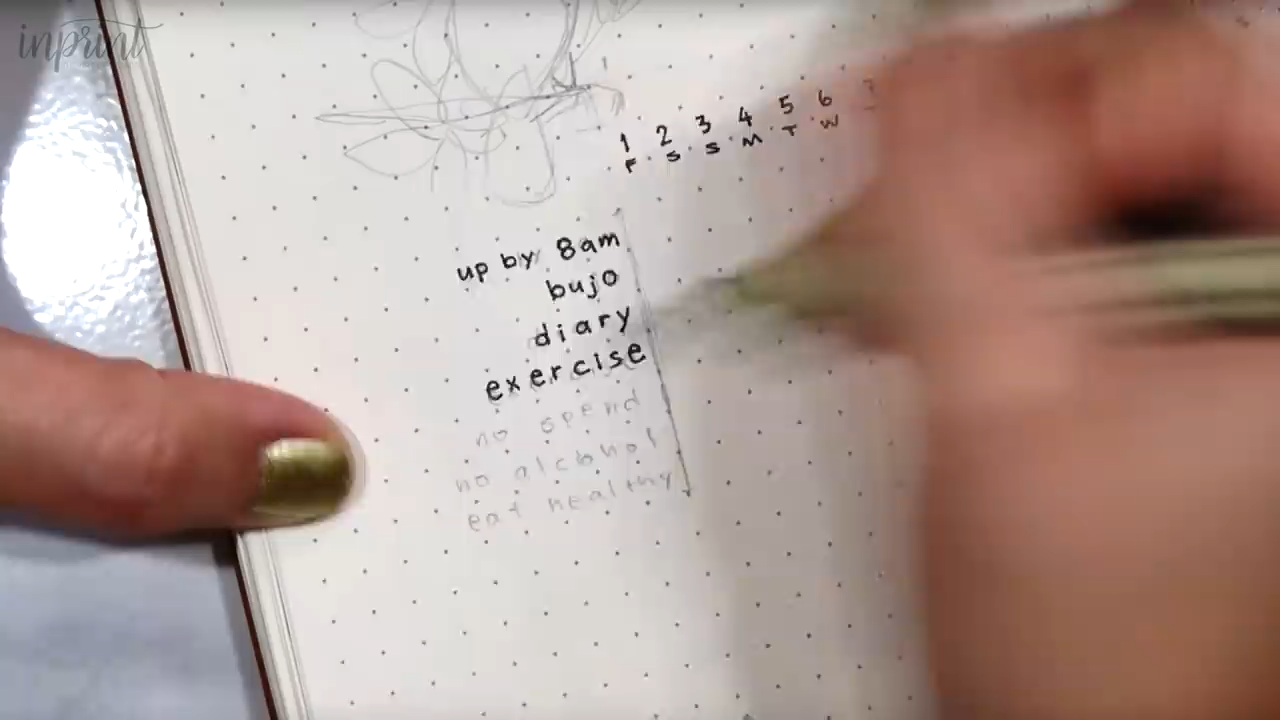 inprint
1 2 3 4 5 6
F S S M T W
up by 8am
bujo
diary
exercise
no spend
no alcohol
eat healthy